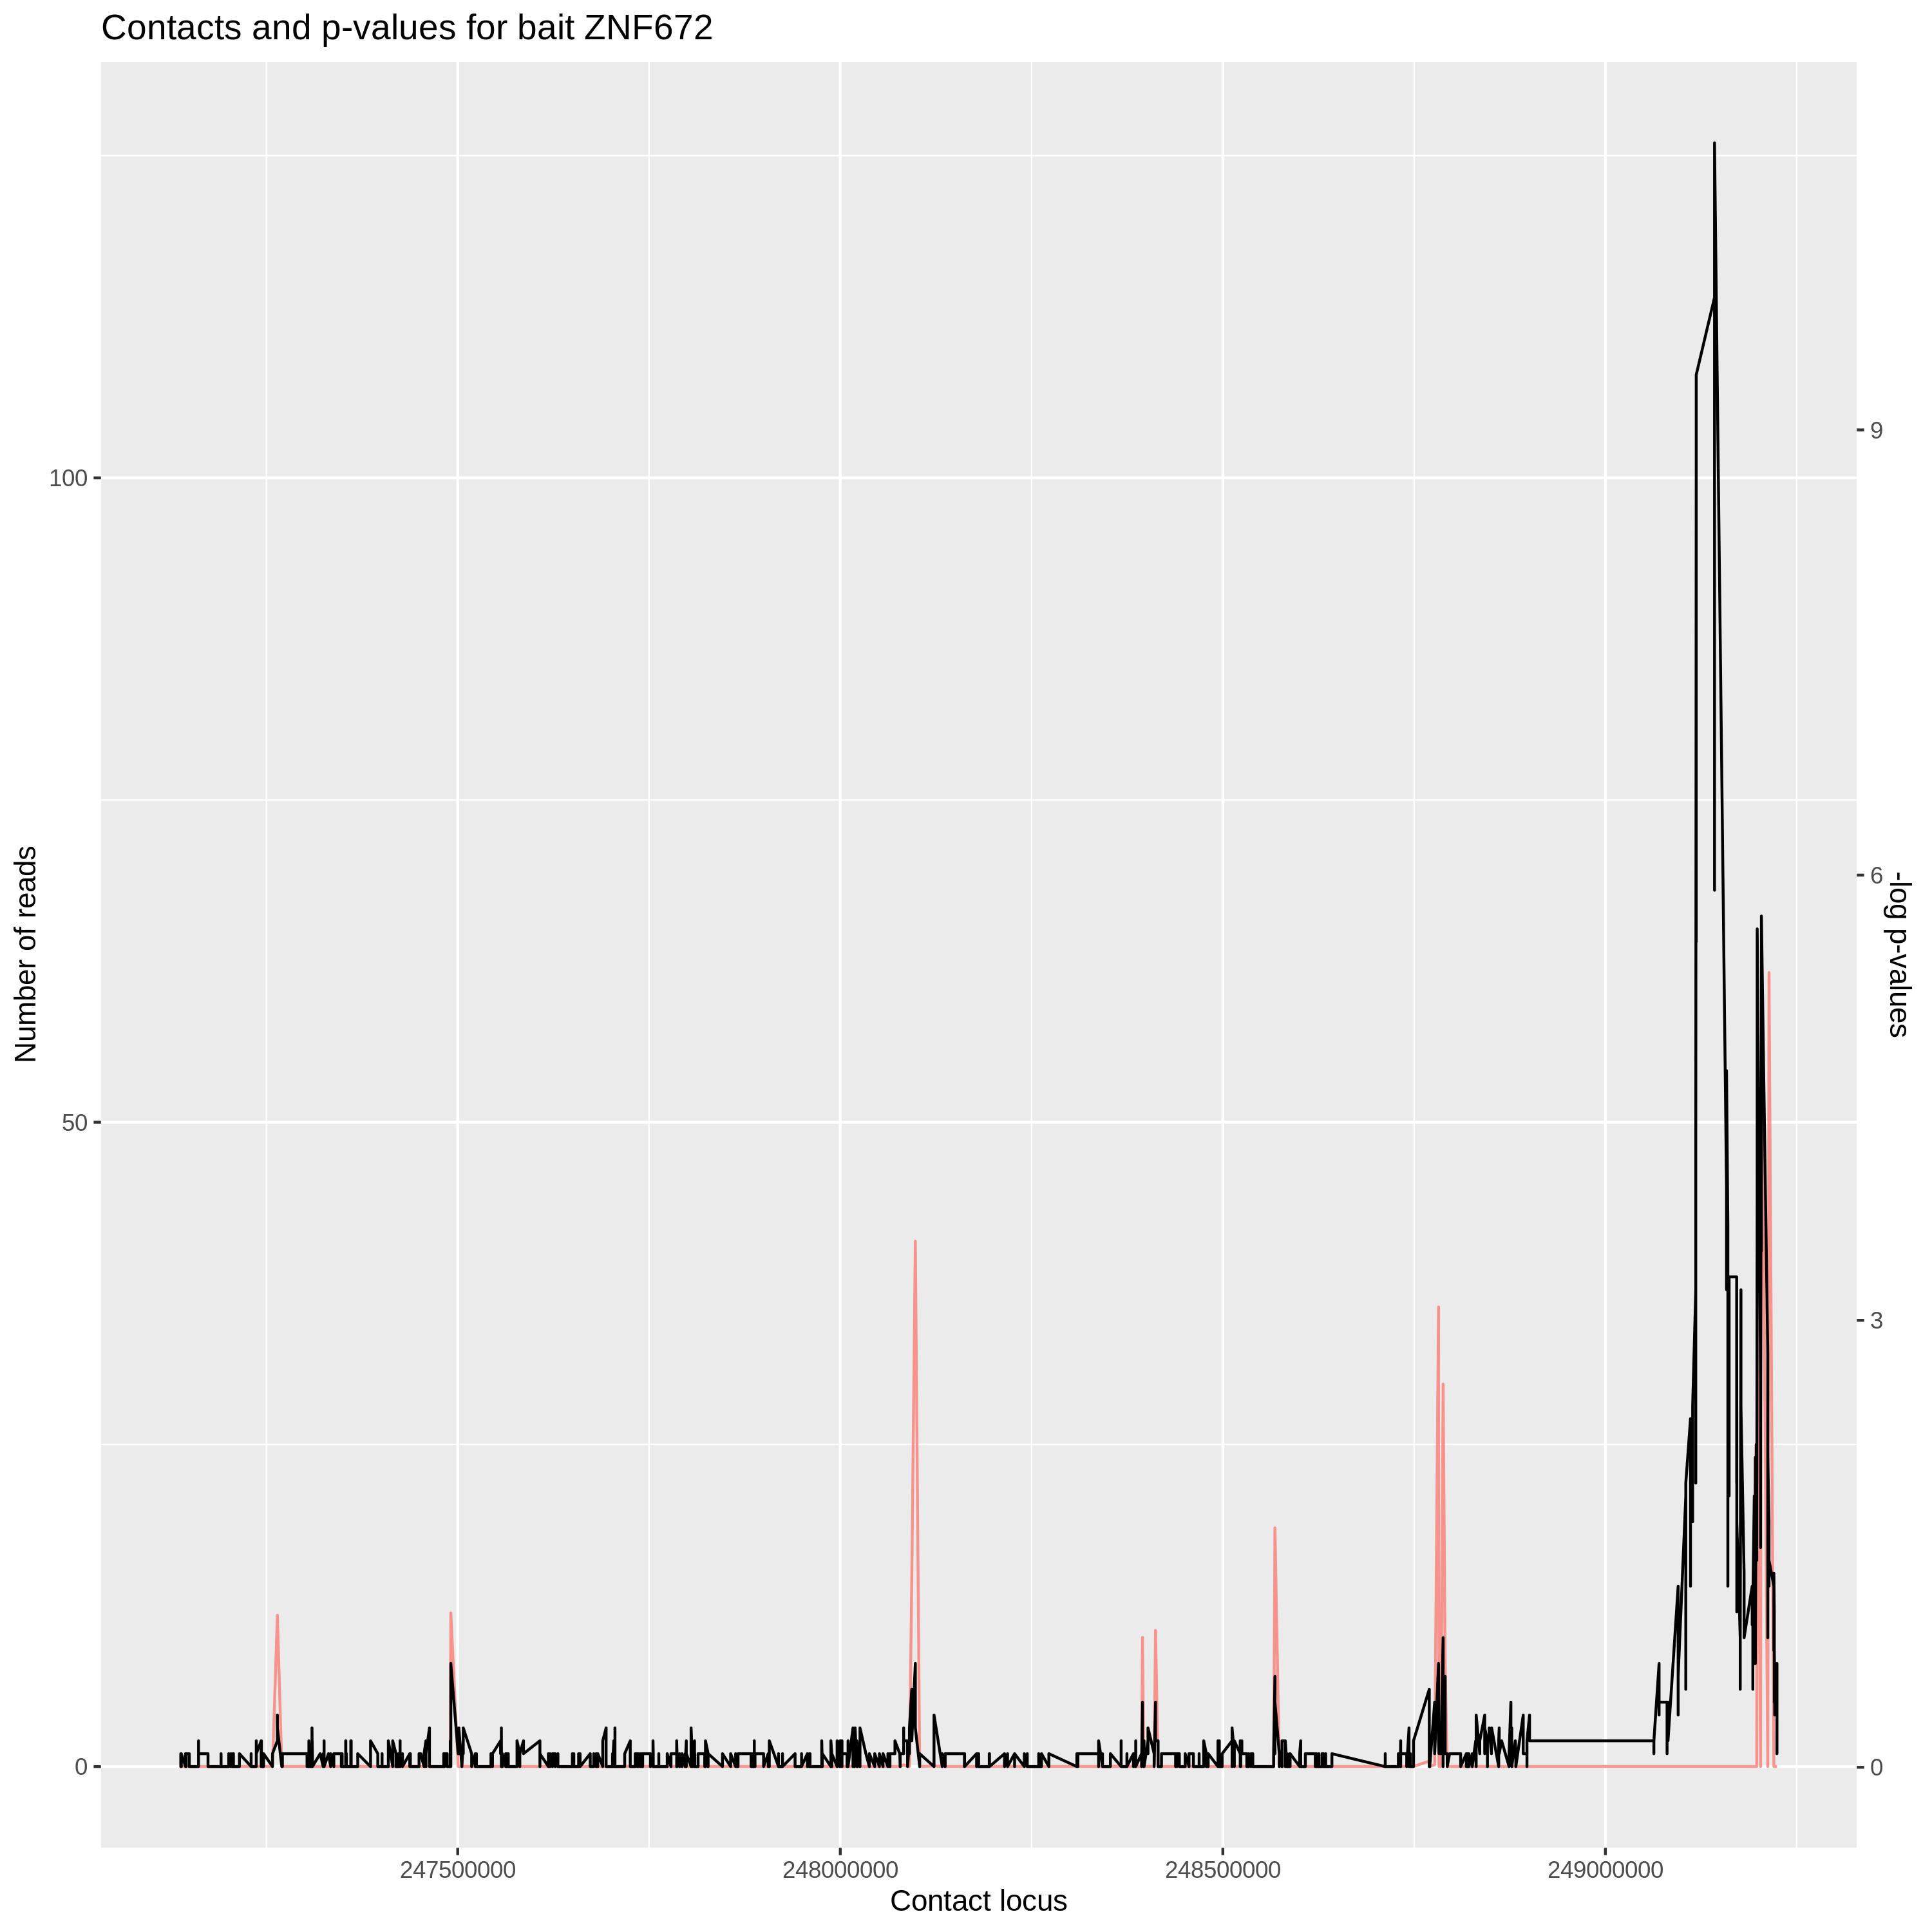 Contacts and p-values for bait ZNF672
Number of reads
100
50
0
9
6
3
0
-log p-values
247500000 248000000 248500000 249000000
Contact locus